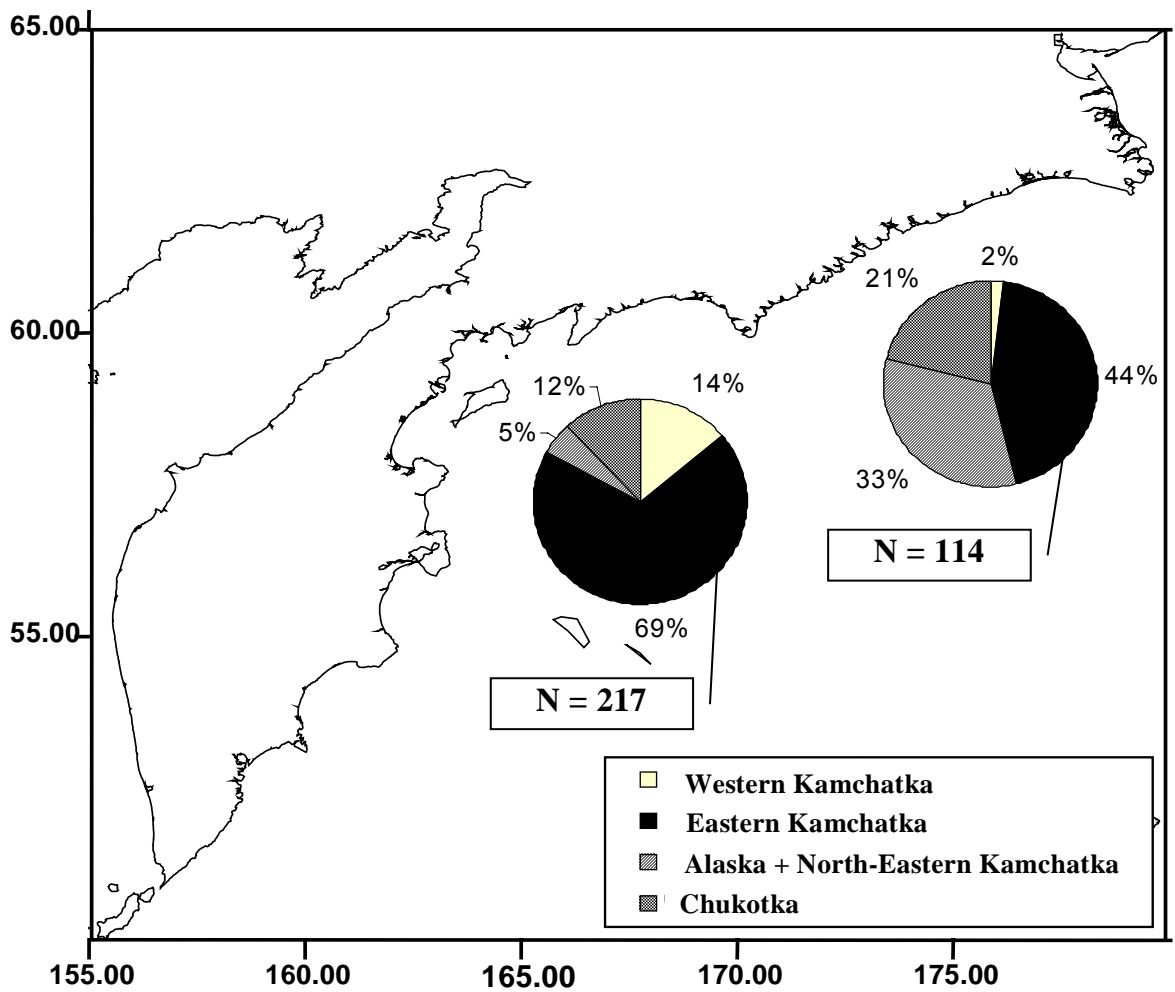 65.00
60.00
55.00
2%
21%
44%
33%
N = 114
12%
14%
5%
69%
N = 217
Western Kamchatka
Eastern Kamchatka
Alaska + North-Eastern Kamchatka
Chukotka
155.00 160.00 165.00 170.00 175.00